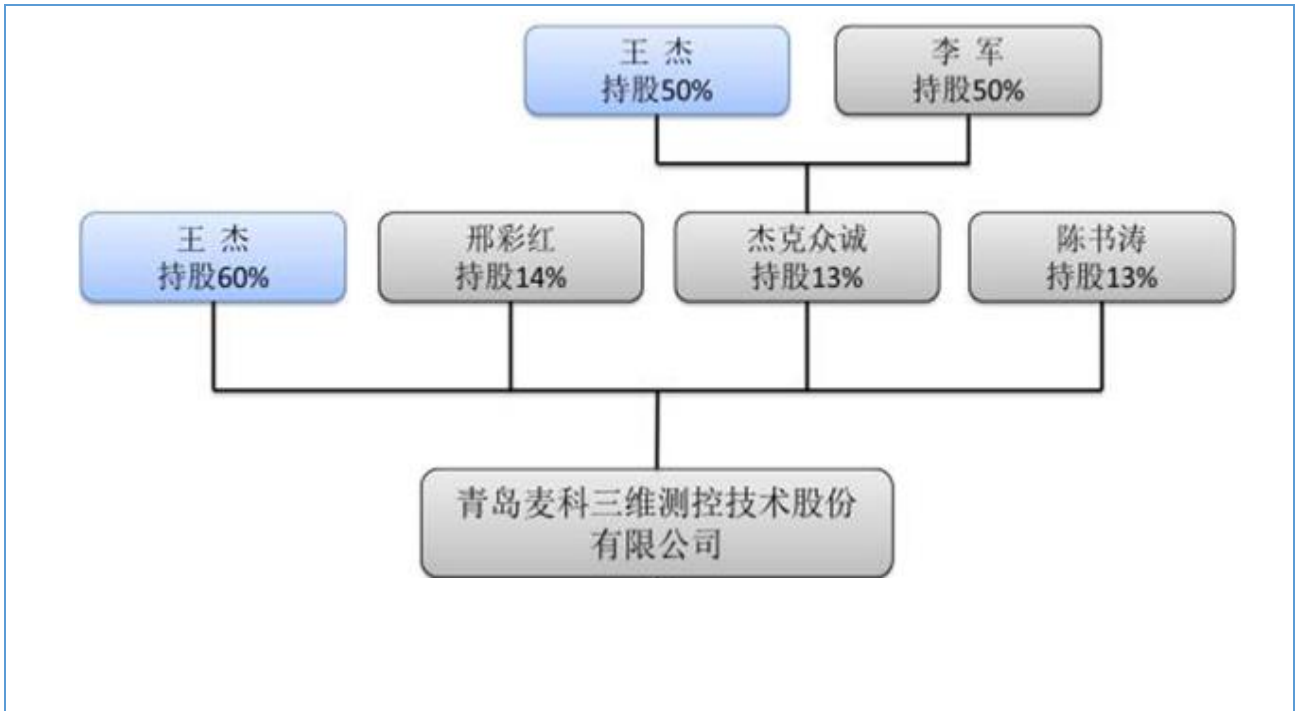 王 杰
持股50%
李 军
持股50%
王 杰
持股60%
邢彩红
持股14%
杰克众诚
持股13%
陈书涛
持股13%
青岛麦科三维测控技术股份
有限公司